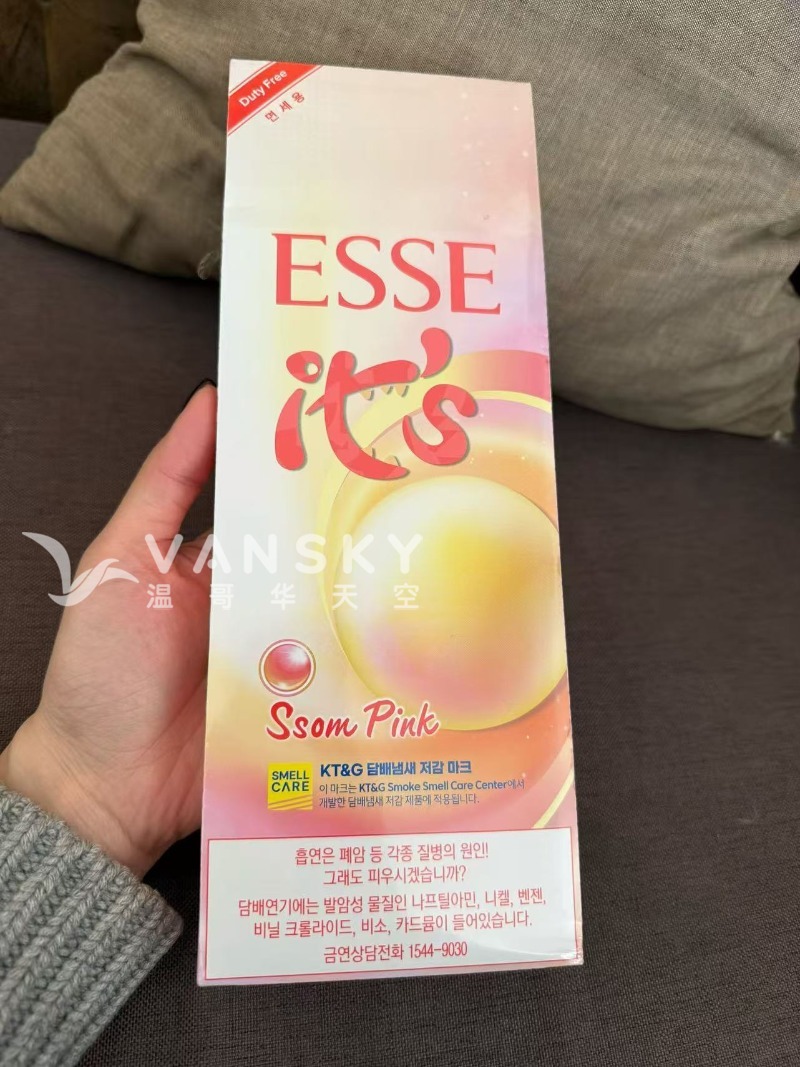 Duty Free
면세용
ESSE
it's
VANSKY
温哥华天空
Ssom Pink
SMELL
CARE
KT&G 담배냄새 저감 마크
이 마크는 KT&G Smoke Smell Care Center에서
개발한 담배냄새 저감 제품에 적용됩니다.
흡연은 폐암 등 각종 질병의 원인!
그래도 피우시겠습니까?
담배연기에는 발암성 물질인 나프틸아민, 니켈, 벤젠,
비닐 크롤라이드, 비소, 카드뮴이 들어있습니다.
금연상담전화 1544-9030